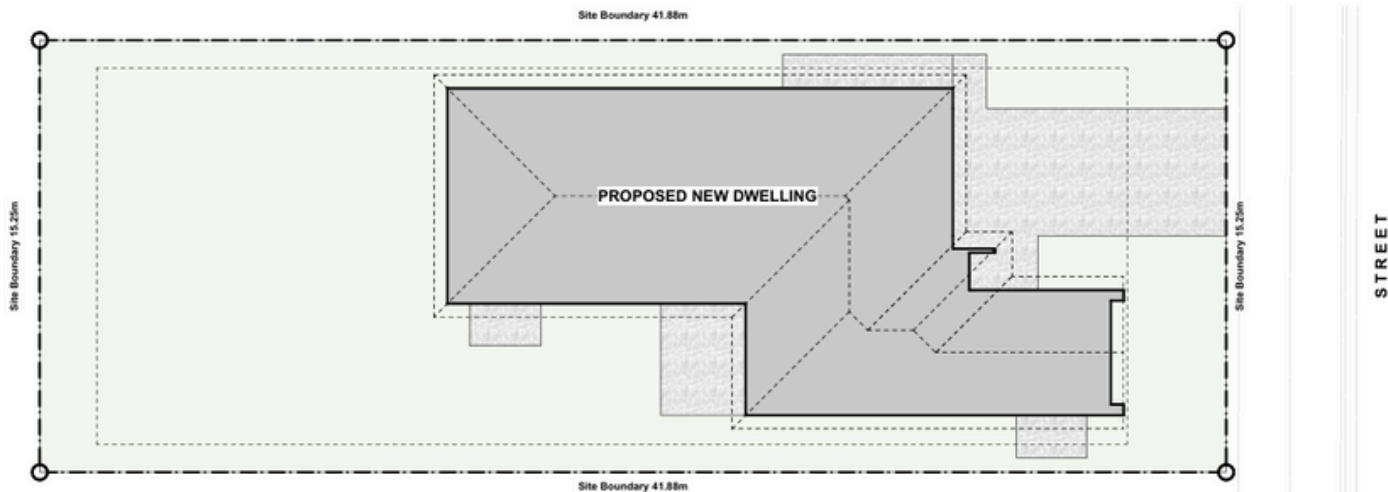 Site Boundary 41.88m
PROPOSED NEW DWELLING
Site Boundary 15.25m
Site Boundary 15.25m
STREET
Site Boundary 41.88m